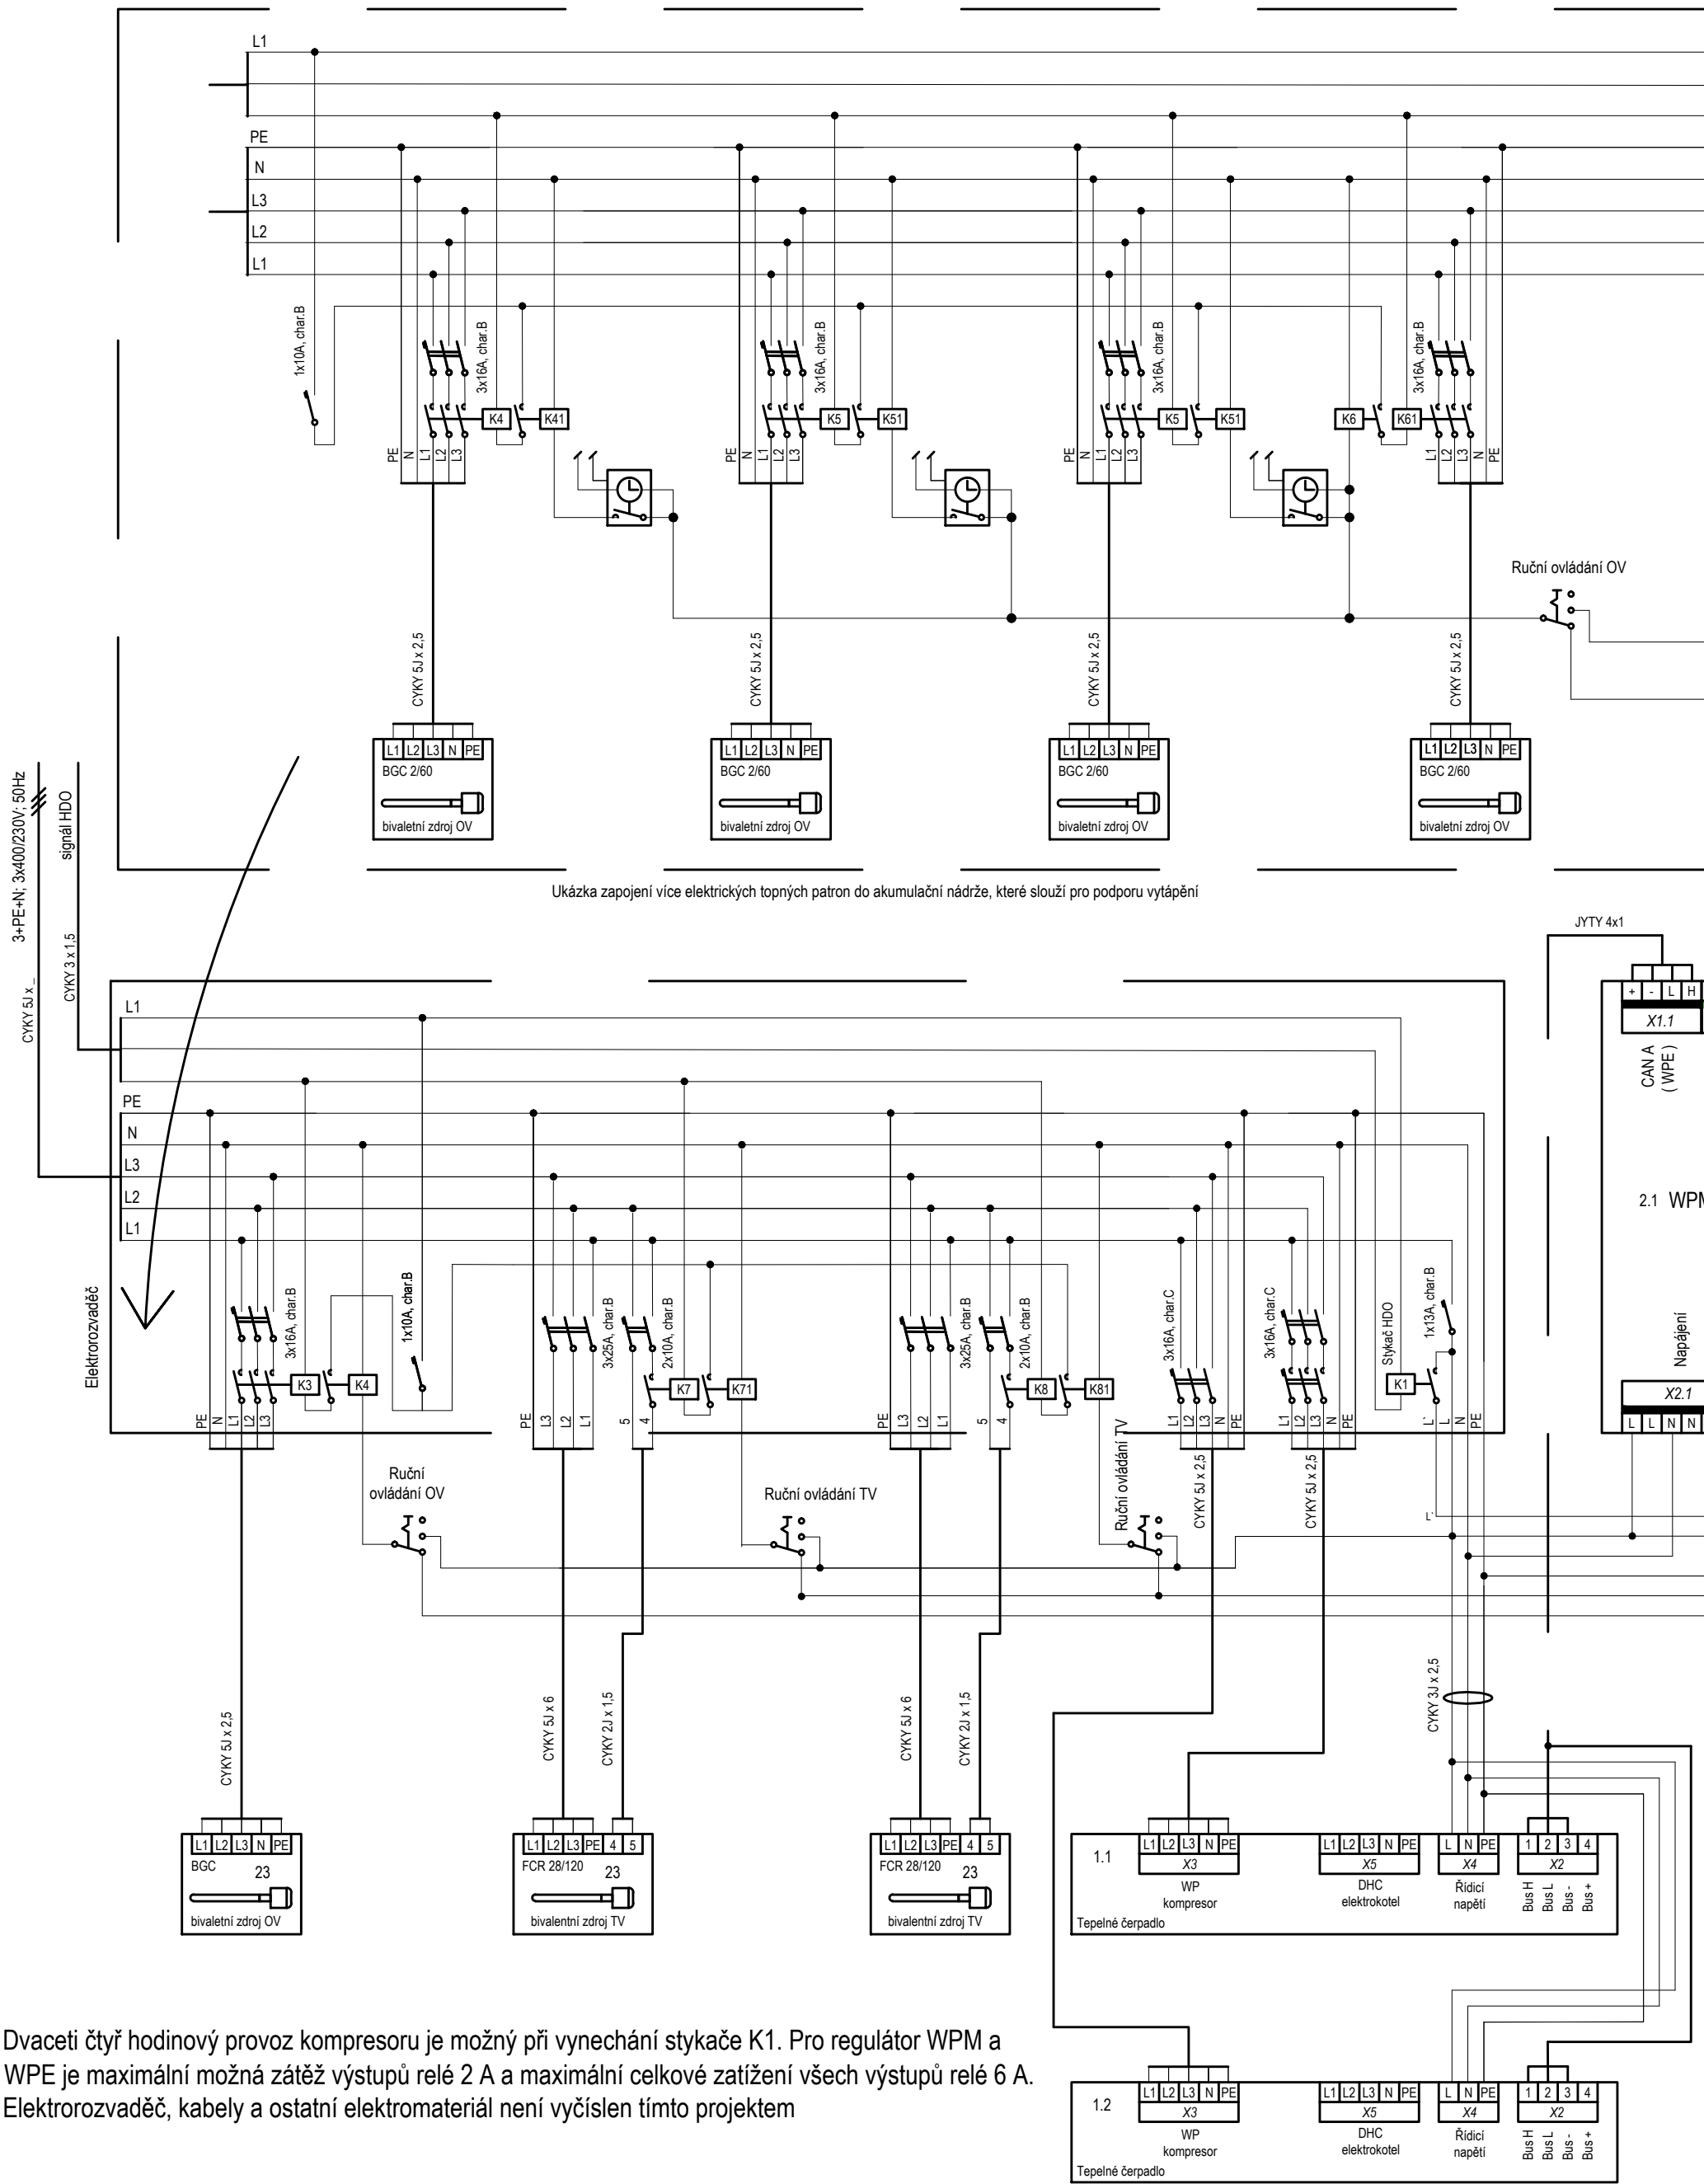 L1
PE
N
L3
L2
L1
1x10A, char.B
3x16A, char.B
3x16A, char.B
3x16A, char.B
3x16A, char.B
K4 K41
K5 K51
K5 K51
K6 K61
PE N L1 L2 L3
PE N L1 L2 L3
PE N L1 L2 L3
L1 L2 L3 N PE
Ruční ovládání OV
CYKY 5J x 2,5
CYKY 5J x 2,5
CYKY 5J x 2,5
CYKY 5J x 2,5
L1 L2 L3 N PE
BGC 2/60
bivaletní zdroj OV
L1 L2 L3 N PE
BGC 2/60
bivaletní zdroj OV
L1 L2 L3 N PE
BGC 2/60
bivaletní zdroj OV
L1 L2 L3 N PE
BGC 2/60
bivaletní zdroj OV
3+PE+N; 3x400/230V; 50Hz
signál HDO
CYKY 5J x _
CYKY 3 x 1,5
Ukázka zapojení více elektrických topných patron do akumulační nádrže, které slouží pro podporu vytápění
JYTY 4x1
+ - L H
X1.1
CAN A
( WPE )
2.1 WPM
Napájení
X2.1
L L N N
L1
PE
N
L3
L2
L1
Elektrorozvaděč
3x16A, char.B
1x10A, char.B
3x25A, char.B
2x10A, char.B
3x25A, char.B
2x10A, char.B
3x16A, char.C
3x16A, char.C
Stykač HDO
1x13A, char.B
K3 K4
K7 K71
K8 K81
K1
PE N L1 L2 L3
PE L3 L2 L1 5 4
PE L3 L2 L1 5 4
L1 L2 L3 N PE
L1 L2 L3 N PE
L` L N PE
Ruční
ovládání OV
Ruční ovládání TV
Ruční ovládání TV
CYKY 5J x 2,5
CYKY 5J x 2,5
L`
CYKY 5J x 2,5
CYKY 5J x 6
CYKY 2J x 1,5
CYKY 5J x 6
CYKY 2J x 1,5
CYKY 3J x 2,5
L1 L2 L3 N PE
BGC 23
bivaletní zdroj OV
L1 L2 L3 PE 4 5
FCR 28/120 23
bivalentní zdroj TV
L1 L2 L3 PE 4 5
FCR 28/120 23
bivalentní zdroj TV
1.1
L1 L2 L3 N PE
X3
WP
kompresor
L1 L2 L3 N PE
X5
DHC
elektrokotel
L N PE
X4
Řídicí
napětí
1 2 3 4
X2
Bus H
Bus L
Bus -
Bus +
Tepelné čerpadlo
Dvaceti čtyř hodinový provoz kompresoru je možný při vynechání stykače K1. Pro regulátor WPM a
WPE je maximální možná zátěž výstupů relé 2 A a maximální celkové zatížení všech výstupů relé 6 A.
Elektrorozvaděč, kabely a ostatní elektromateriál není vyčíslen tímto projektem
1.2
L1 L2 L3 N PE
X3
WP
kompresor
L1 L2 L3 N PE
X5
DHC
elektrokotel
L N PE
X4
Řídicí
napětí
1 2 3 4
X2
Bus H
Bus L
Bus -
Bus +
Tepelné čerpadlo